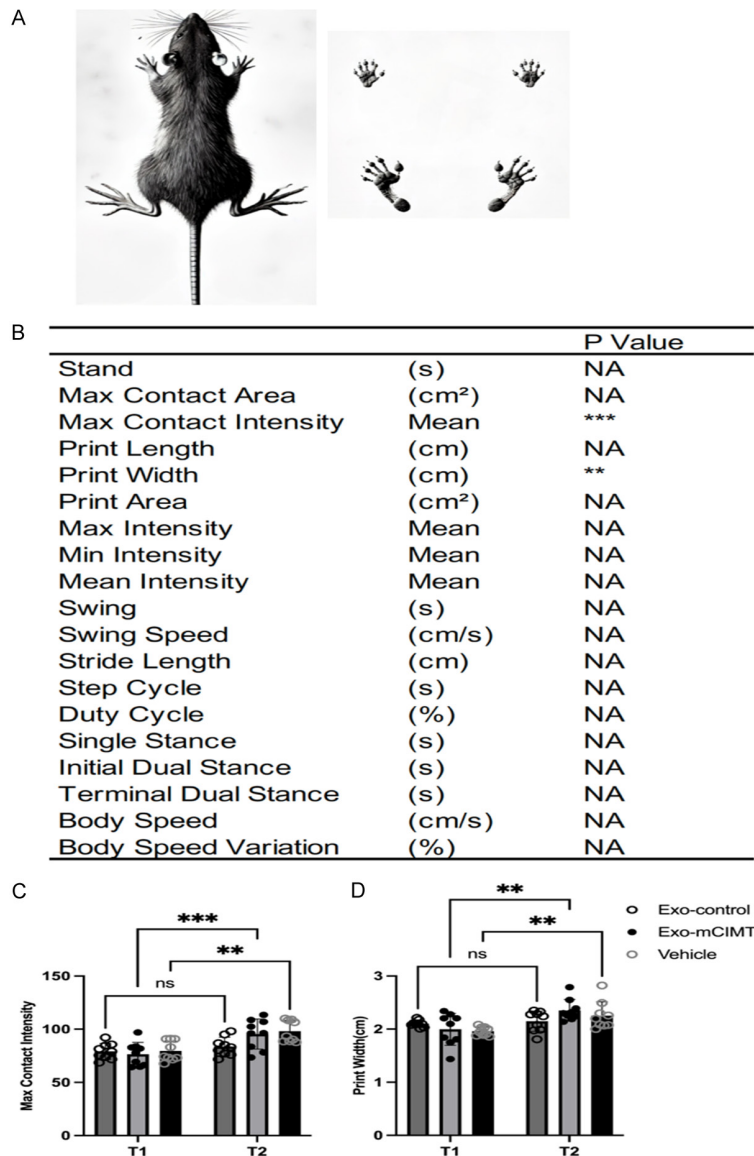 A
B
P Value
Stand (s) NA
Max Contact Area (cm²) NA
Max Contact Intensity Mean ***
Print Length (cm) NA
Print Width (cm) **
Print Area (cm²) NA
Max Intensity Mean NA
Min Intensity Mean NA
Mean Intensity Mean NA
Swing (s) NA
Swing Speed (cm/s) NA
Stride Length (cm) NA
Step Cycle (s) NA
Duty Cycle (%) NA
Single Stance (s) NA
Initial Dual Stance (s) NA
Terminal Dual Stance (s) NA
Body Speed (cm/s) NA
Body Speed Variation (%) NA
C
***
**
ns
Max Contact Intensity
150
100
50
0
T1 T2
D
**
**
ns
Print Width(cm)
3
2
1
0
T1 T2
Exo-control
Exo-mCIMT
Vehicle